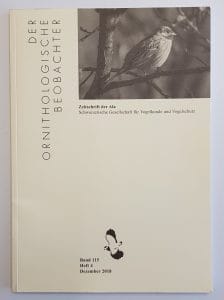 DER
ORNITHOLOGISCHE
BEOBACHTER
Zeitschrift der Ala
Schweizerische Gesellschaft für Vogelkunde und Vogelschutz
Band 115
Heft 4
Dezember 2018